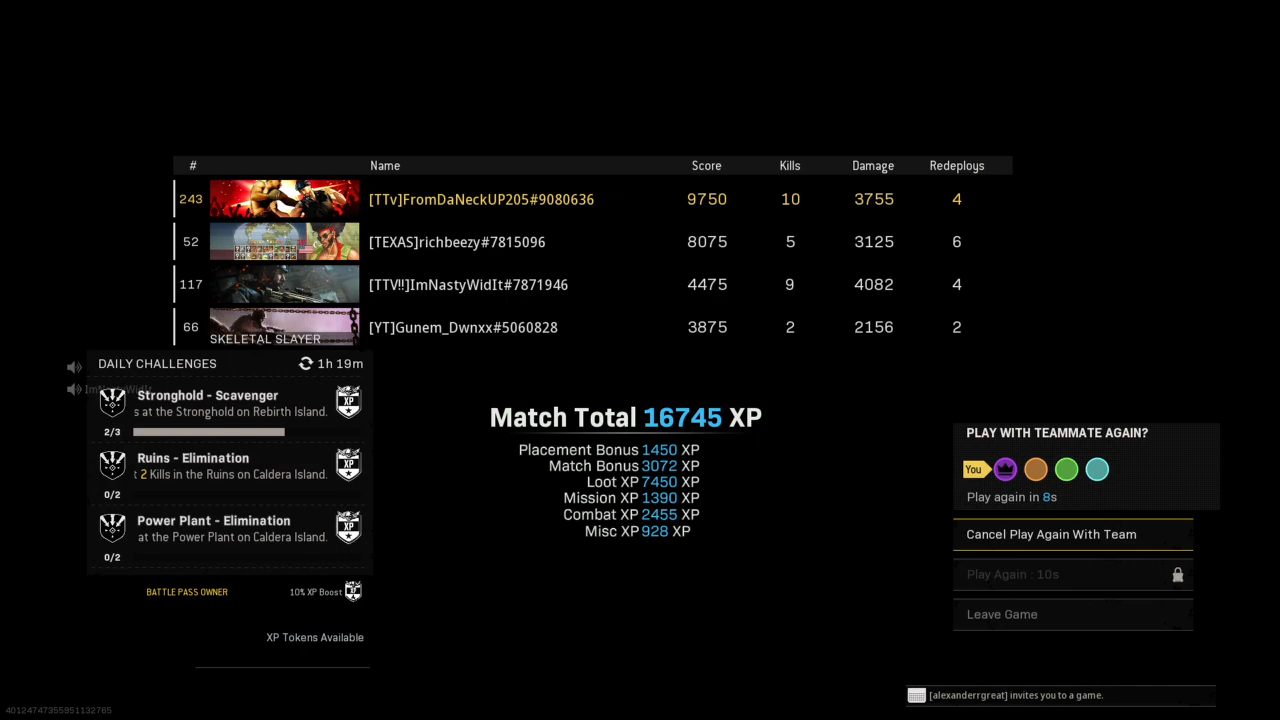 # Name Score Kills Damage Redeploys
243 [TTv]FromDaNeckUP205#9080636 9750 10 3755 4
52 [TEXAS]richbeezy#7815096 8075 5 3125 6
117 [TTV!!]ImNastyWidIt#7871946 4475 9 4082 4
66 [YT]Gunem_Dwnxx#5060828 3875 2 2156 2
SKELETAL SLAYER
DAILY CHALLENGES 1h 19m
ImNastyWidIt
Stronghold - Scavenger
s at the Stronghold on Rebirth Island.
XP
2/3
Ruins - Elimination
t 2 Kills in the Ruins on Caldera Island.
XP
0/2
Power Plant - Elimination
at the Power Plant on Caldera Island.
XP
0/2
BATTLE PASS OWNER 10% XP Boost
XP Tokens Available
Match Total 16745 XP
Placement Bonus 1450 XP
Match Bonus 3072 XP
Loot XP 7450 XP
Mission XP 1390 XP
Combat XP 2455 XP
Misc XP 928 XP
PLAY WITH TEAMMATE AGAIN?
You
Play again in 8s
Cancel Play Again With Team
Play Again : 10s
Leave Game
[alexanderrgreat] invites you to a game.
40124747355951132785